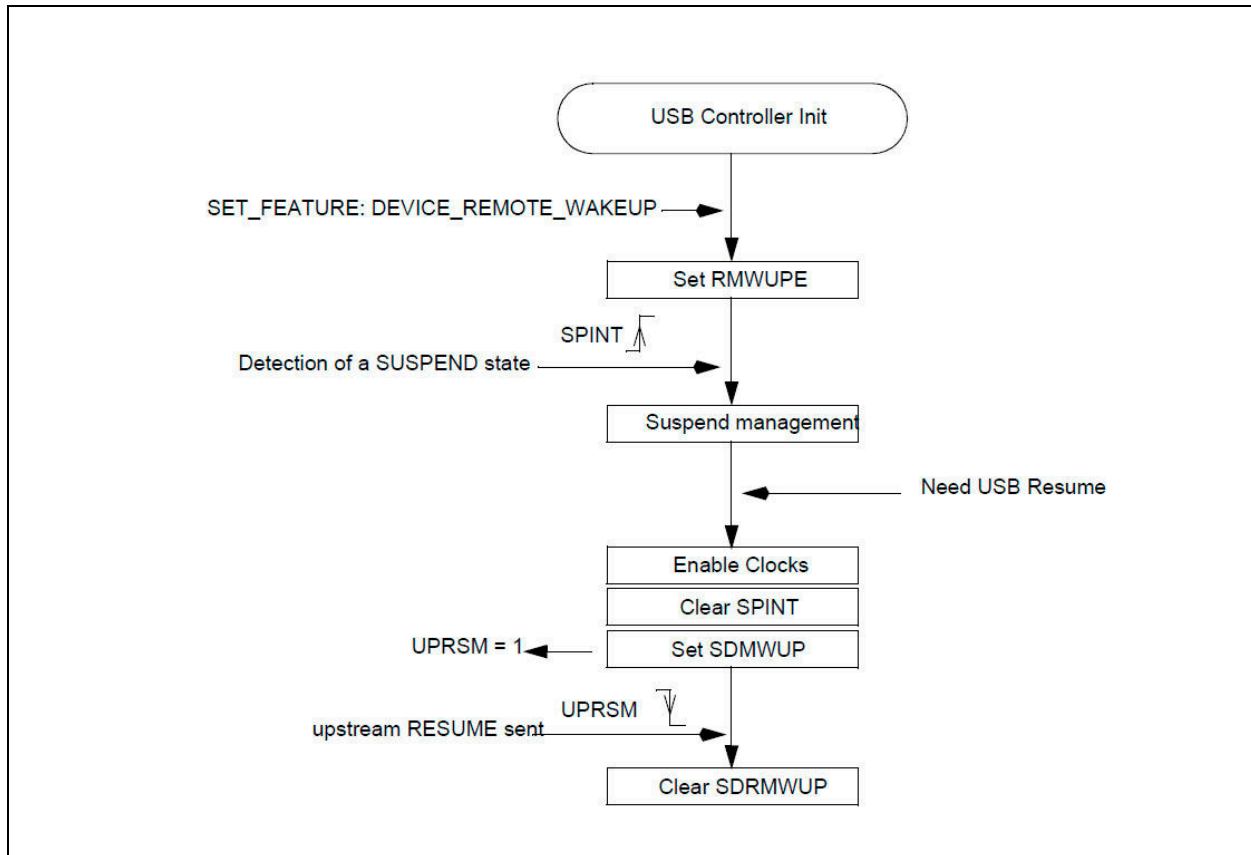 USB Controller Init
SET_FEATURE: DEVICE_REMOTE_WAKEUP
Set RMWUPE
SPINT
Detection of a SUSPEND state
Suspend management
Need USB Resume
Enable Clocks
Clear SPINT
UPRSM = 1
Set SDMWUP
UPRSM
upstream RESUME sent
Clear SDRMWUP